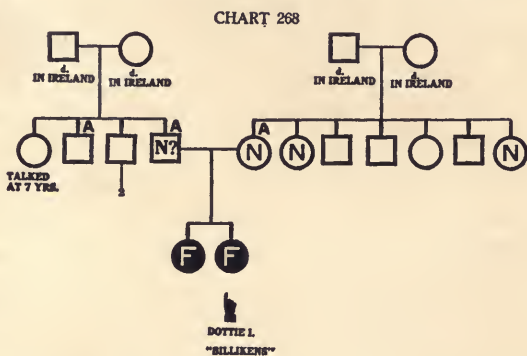 CHART 268
d.
IN IRELAND
d.
IN IRELAND
d.
IN IRELAND
d.
IN IRELAND
A
A
N?
A
N
N
N
TALKED
AT 7 YRS.
2
F
F
DOTTIE I.
"BILLIKENS"